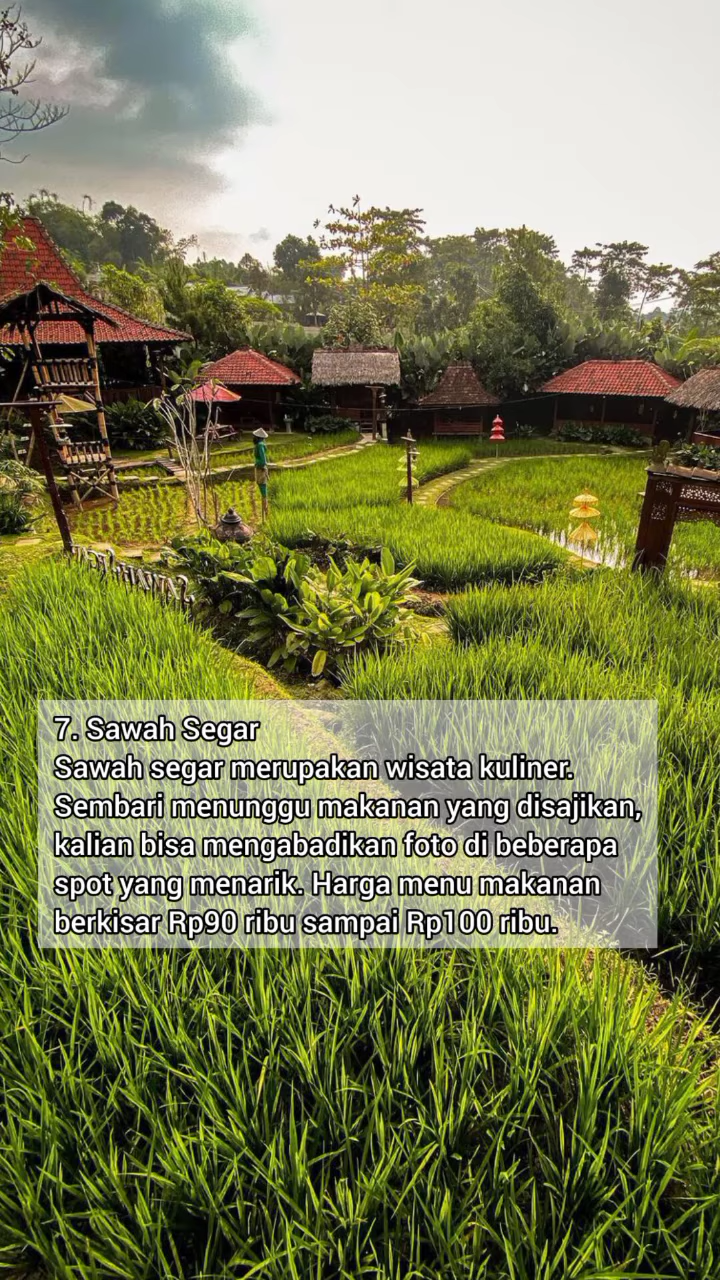 7. Sawah Segar
Sawah segar merupakan wisata kuliner.
Sembari menunggu makanan yang disajikan,
kalian bisa mengabadikan foto di beberapa
spot yang menarik. Harga menu makanan
berkisar Rp90 ribu sampai Rp100 ribu.